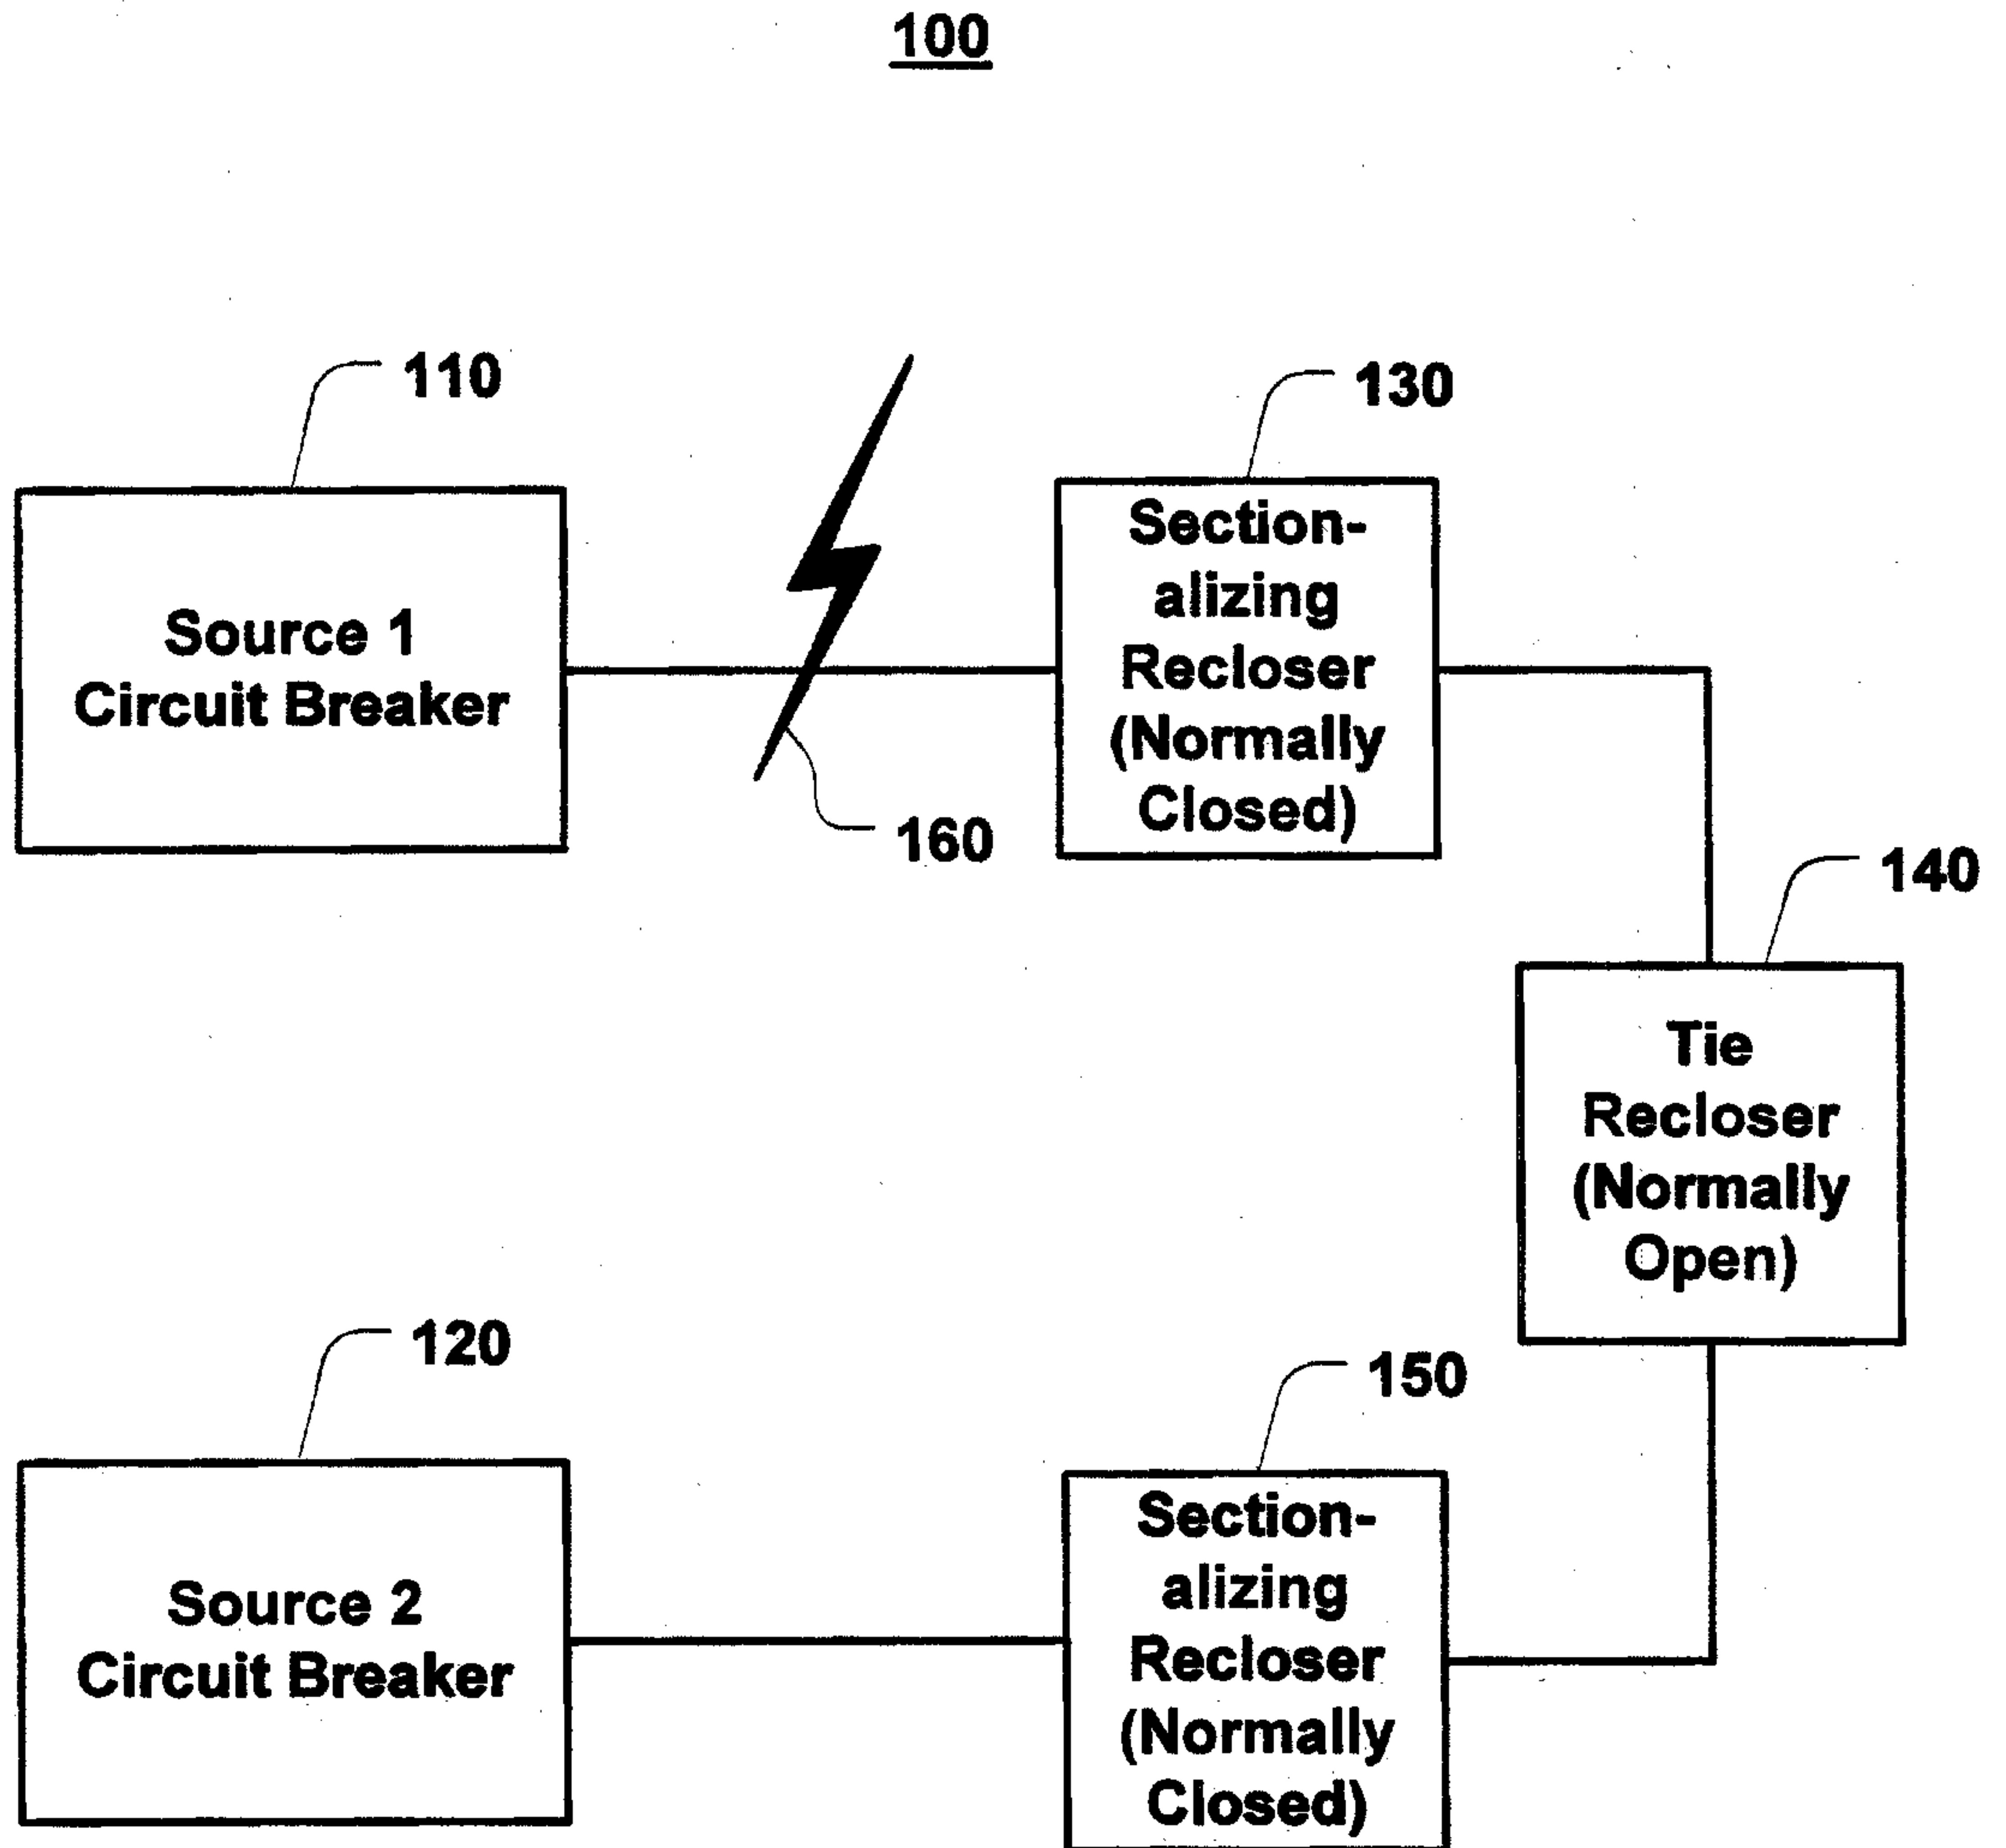 100
110
130
Section-
alizing
Recloser
(Normally
Closed)
Source 1
Circuit Breaker
160
140
Tie
Recloser
(Normally
Open)
120
150
Section-
alizing
Recloser
(Normally
Closed)
Source 2
Circuit Breaker